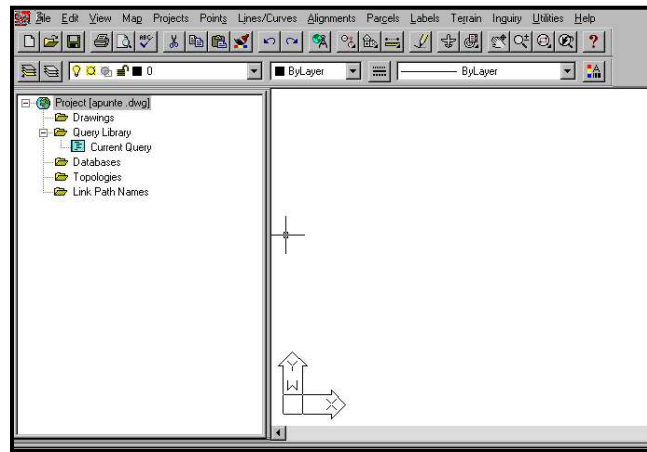 File Edit View Map Projects Points Lines/Curves Alignments Parcels Labels Terrain Inquiry Utilities Help
ABC
0 ByLayer ByLayer
Project [apunte .dwg]
Drawings
Query Library
Current Query
Databases
Topologies
Link Path Names
Y
W
X